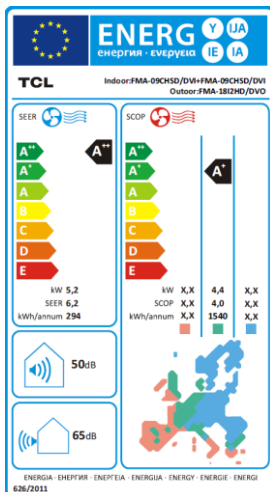 ENERG Y IJA
енергия · ενεργεια IE IA
TCL
Indoor:FMA-09CHSD/DVI+FMA-09CHSD/DVI
Outoor:FMA-18I2HD/DVO
SEER
SCOP
A++ A++ A++
A+ A+ A+
A A
B B
C C
D D
E E
kW 5,2 kW X,X 4,4 X,X
SEER 6,2 SCOP X,X 4,0 X,X
kWh/annum 294 kWh/annum X,X 1540 X,X
50dB
65dB
ENERGIA · ЕНЕРГИЯ · ΕΝΕΡΓΕΙΑ · ENERGIJA · ENERGY · ENERGIE · ENERGI
626/2011